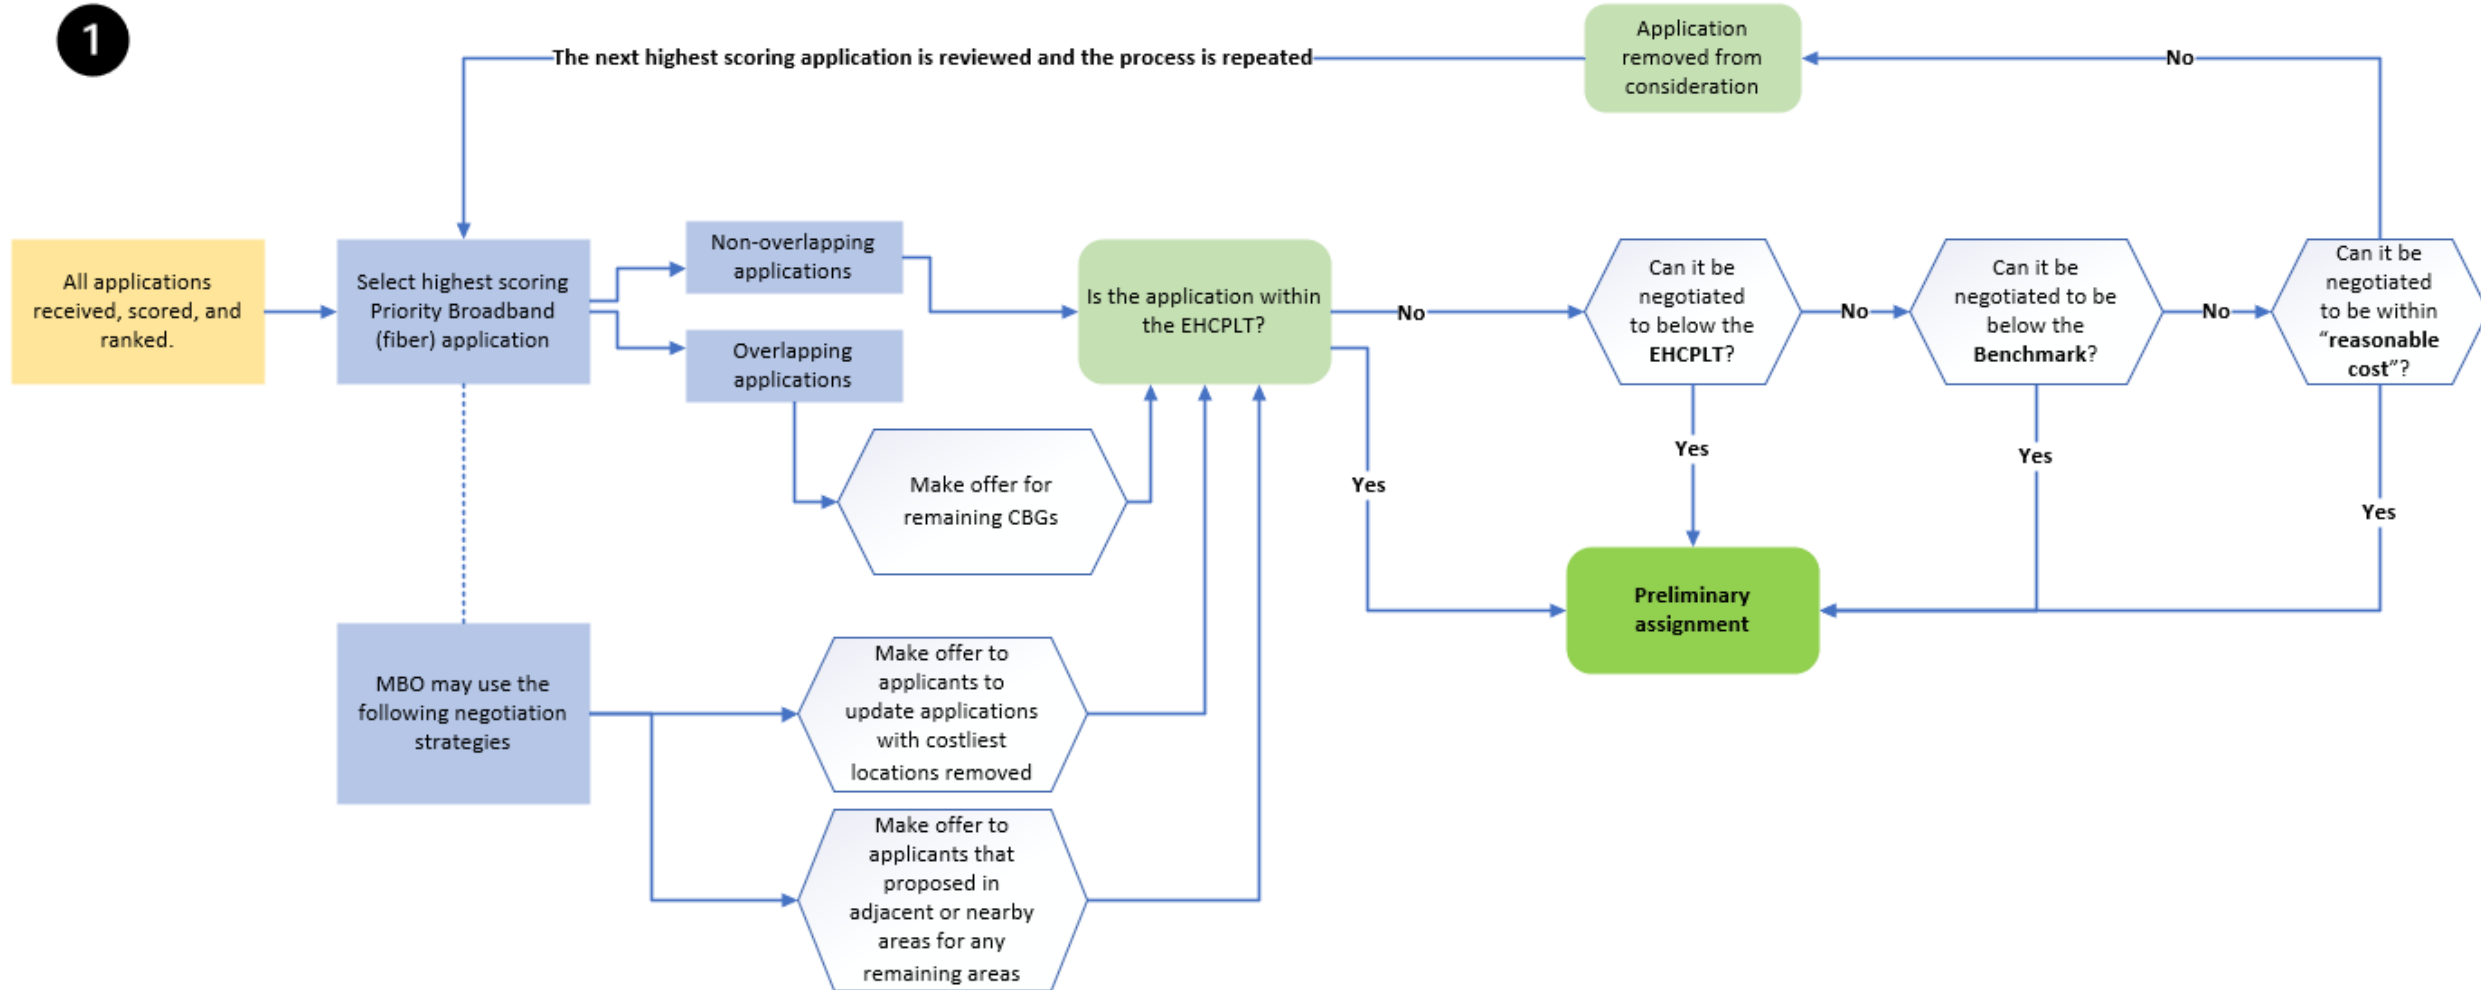 1
The next highest scoring application is reviewed and the process is repeated
Application
removed from
consideration
No
All applications
received, scored, and
ranked.
Select highest scoring
Priority Broadband
(fiber) application
Non-overlapping
applications
Overlapping
applications
Is the application within
the EHCPLT?
No
Can it be
negotiated
to below the
EHCPLT?
No
Can it be
negotiated to be
below the
Benchmark?
No
Can it be
negotiated
to be within
“reasonable
cost”?
Make offer for
remaining CBGs
Yes
Yes
Yes
Yes
Preliminary
assignment
MBO may use the
following negotiation
strategies
Make offer to
applicants to
update applications
with costliest
locations removed
Make offer to
applicants that
proposed in
adjacent or nearby
areas for any
remaining areas